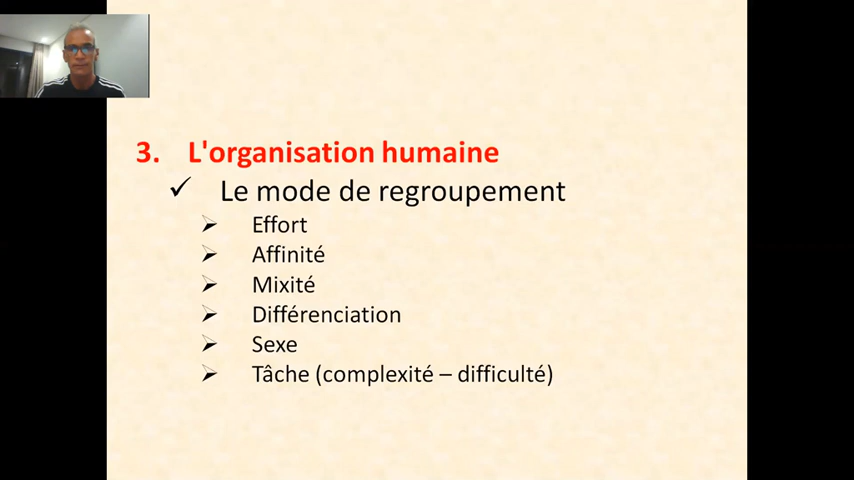 3. L'organisation humaine
✓ Le mode de regroupement
➢ Effort
➢ Affinité
➢ Mixité
➢ Différenciation
➢ Sexe
➢ Tâche (complexité – difficulté)